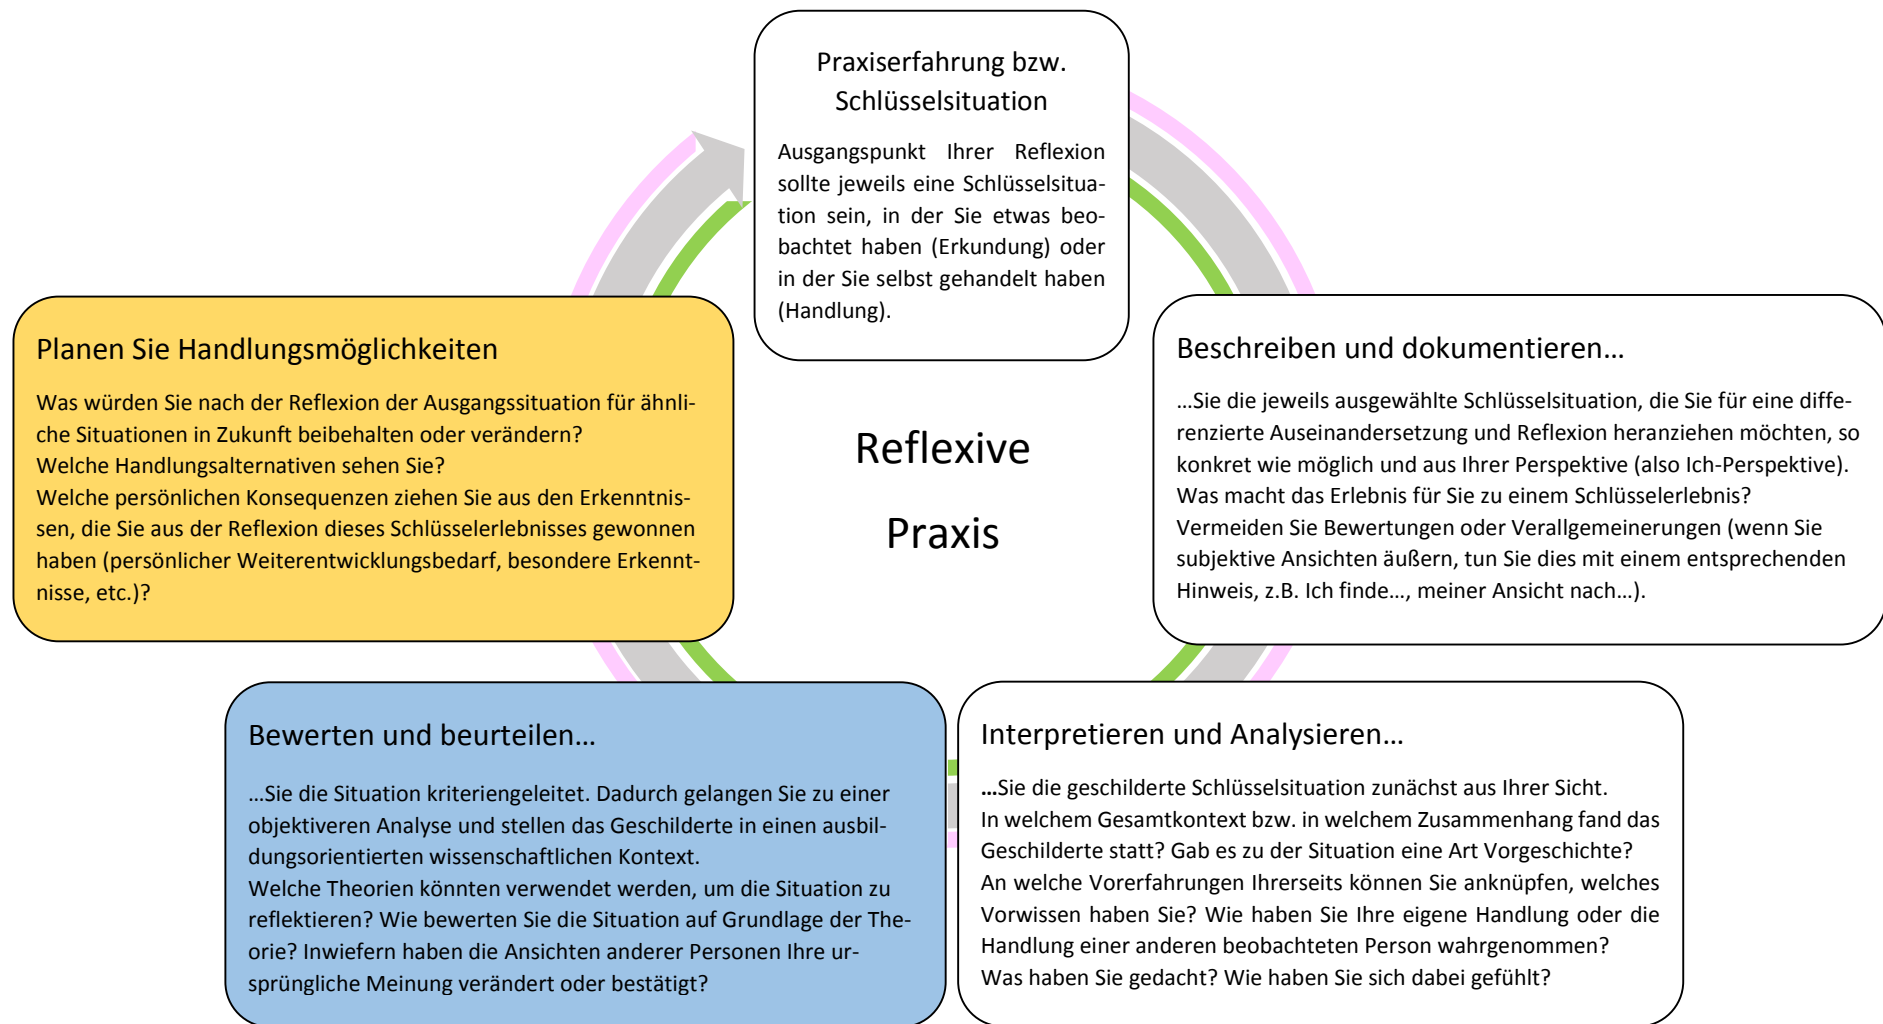 Praxiserfahrung bzw.
Schlüsselsituation
Ausgangspunkt Ihrer Reflexion
sollte jeweils eine Schlüsselsitua-
tion sein, in der Sie etwas beo-
bachtet haben (Erkundung) oder
in der Sie selbst gehandelt haben
(Handlung).
Beschreiben und dokumentieren…
…Sie die jeweils ausgewählte Schlüsselsituation, die Sie für eine diffe-
renzierte Auseinandersetzung und Reflexion heranziehen möchten, so
konkret wie möglich und aus Ihrer Perspektive (also Ich-Perspektive).
Was macht das Erlebnis für Sie zu einem Schlüsselerlebnis?
Vermeiden Sie Bewertungen oder Verallgemeinerungen (wenn Sie
subjektive Ansichten äußern, tun Sie dies mit einem entsprechenden
Hinweis, z.B. Ich finde…, meiner Ansicht nach…).
Interpretieren und Analysieren…
…Sie die geschilderte Schlüsselsituation zunächst aus Ihrer Sicht.
In welchem Gesamtkontext bzw. in welchem Zusammenhang fand das
Geschilderte statt? Gab es zu der Situation eine Art Vorgeschichte?
An welche Vorerfahrungen Ihrerseits können Sie anknüpfen, welches
Vorwissen haben Sie? Wie haben Sie Ihre eigene Handlung oder die
Handlung einer anderen beobachteten Person wahrgenommen?
Was haben Sie gedacht? Wie haben Sie sich dabei gefühlt?
Bewerten und beurteilen…
…Sie die Situation kriteriengeleitet. Dadurch gelangen Sie zu einer
objektiveren Analyse und stellen das Geschilderte in einen ausbil-
dungsorientierten wissenschaftlichen Kontext.
Welche Theorien könnten verwendet werden, um die Situation zu
reflektieren? Wie bewerten Sie die Situation auf Grundlage der The-
orie? Inwiefern haben die Ansichten anderer Personen Ihre ur-
sprüngliche Meinung verändert oder bestätigt?
Planen Sie Handlungsmöglichkeiten
Was würden Sie nach der Reflexion der Ausgangssituation für ähnli-
che Situationen in Zukunft beibehalten oder verändern?
Welche Handlungsalternativen sehen Sie?
Welche persönlichen Konsequenzen ziehen Sie aus den Erkenntnis-
sen, die Sie aus der Reflexion dieses Schlüsselerlebnisses gewonnen
haben (persönlicher Weiterentwicklungsbedarf, besondere Erkennt-
nisse, etc.)?
Reflexive
Praxis